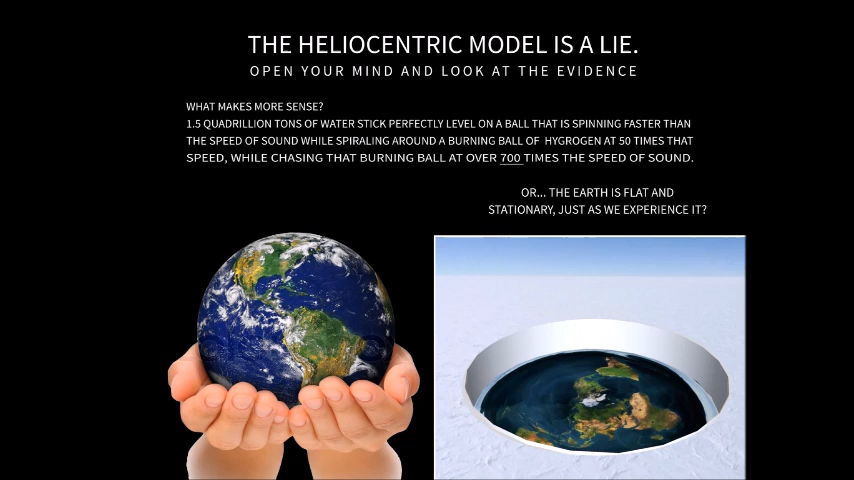 THE HELIOCENTRIC MODEL IS A LIE.
OPEN YOUR MIND AND LOOK AT THE EVIDENCE
WHAT MAKES MORE SENSE?
1.5 QUADRILLION TONS OF WATER STICK PERFECTLY LEVEL ON A BALL THAT IS SPINNING FASTER THAN
THE SPEED OF SOUND WHILE SPIRALING AROUND A BURNING BALL OF HYGROGEN AT 50 TIMES THAT
SPEED, WHILE CHASING THAT BURNING BALL AT OVER 700 TIMES THE SPEED OF SOUND.
OR... THE EARTH IS FLAT AND
STATIONARY, JUST AS WE EXPERIENCE IT?